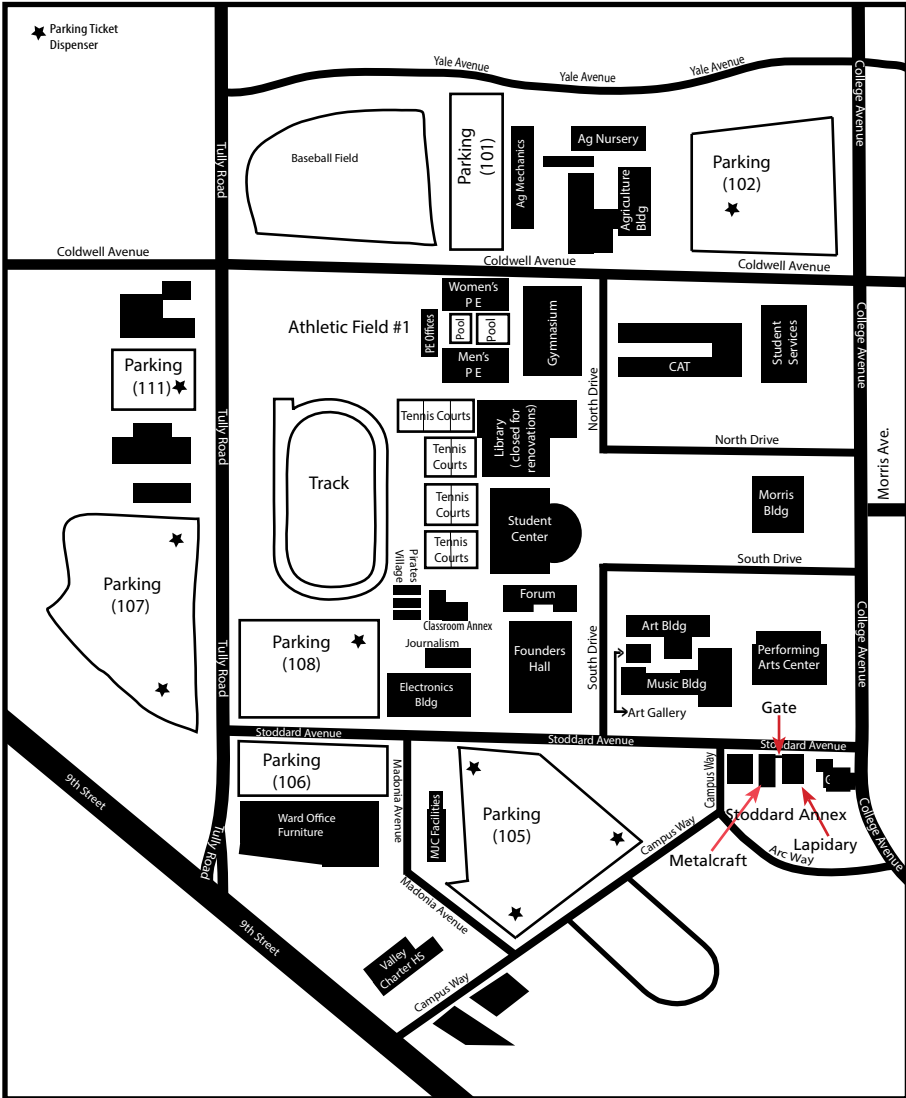 Parking Ticket
Dispenser
Yale Avenue
Yale Avenue
Yale Avenue
College Avenue
Tully Road
Baseball Field
Parking
(101)
Ag Mechanics
Ag Nursery
Agriculture
Bldg
Parking
(102)
Coldwell Avenue
Coldwell Avenue
Coldwell Avenue
Women's
P E
PE Offices
Pool
Pool
Men's
P E
Gymnasium
Athletic Field #1
North Drive
CAT
Student
Services
College Avenue
Parking
(111)
Tully Road
Tennis Courts
Library
( closed for
renovations)
North Drive
Morris Ave.
Tennis
Courts
Track
Tennis
Courts
Student
Center
Morris
Bldg
Tennis
Courts
South Drive
Parking
(107)
Pirates
Village
Forum
Classroom Annex
Journalism
Parking
(108)
Tully Road
Electronics
Bldg
Founders
Hall
South Drive
Art Bldg
Music Bldg
Art Gallery
Performing
Arts Center
College Avenue
Gate
Stoddard Avenue
Stoddard Avenue
Stoddard Avenue
Parking
(106)
Madonia Avenue
Ward Office
Furniture
MJC Facilities
Parking
(105)
Campus Way
Stoddard Annex
Lapidary
Metalcraft
Arc Way
College Avenue
Campus Way
9th Street
Tully Road
Madonia Avenue
9th Street
Valley
Charter HS
Campus Way